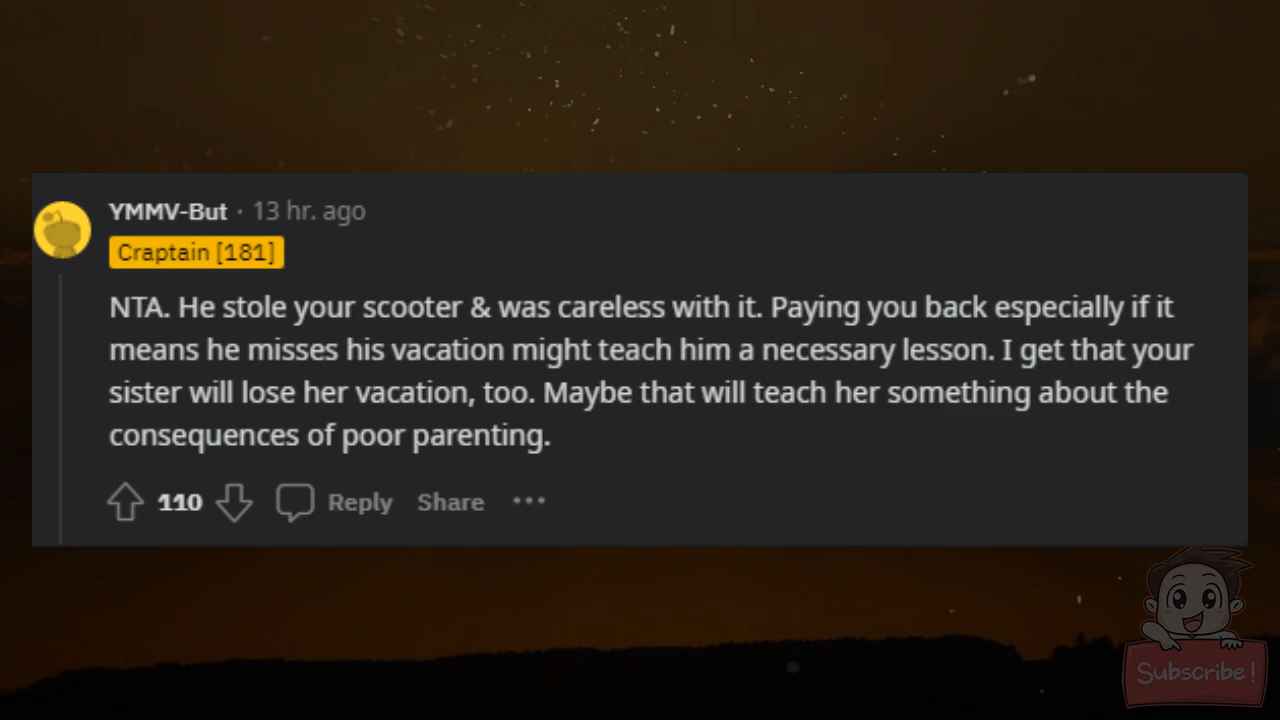 YMMV-But · 13 hr. ago
Craptain [181]
NTA. He stole your scooter & was careless with it. Paying you back especially if it
means he misses his vacation might teach him a necessary lesson. I get that your
sister will lose her vacation, too. Maybe that will teach her something about the
consequences of poor parenting.
110 Reply Share ···
Subscribe!